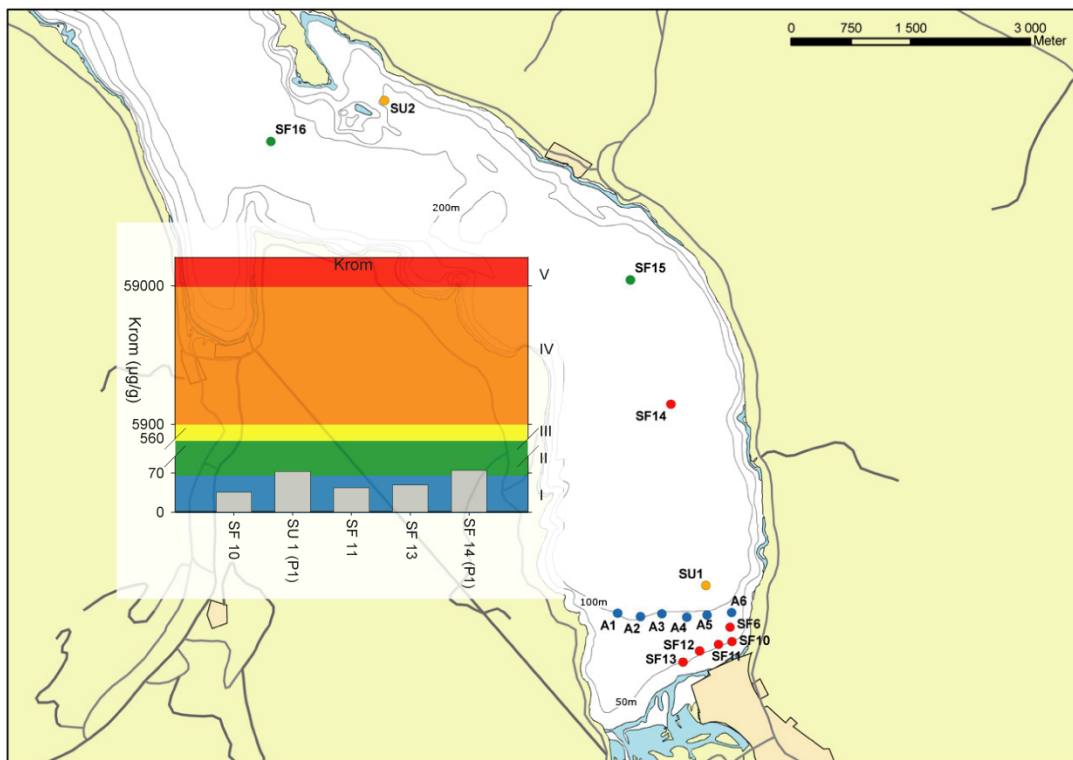 0 750 1 500 3 000
Meter
SU2
SF16
200m
SF15
Krom
59000
5900
560
70
0
Krom (µg/g)
V
IV
III
II
I
SF 10
SU 1 (P1)
SF 11
SF 13
SF 14 (P1)
SF14
SU1
100m
A1
A2
A3
A4
A5
A6
SF6
SF10
SF12
SF11
SF13
50m